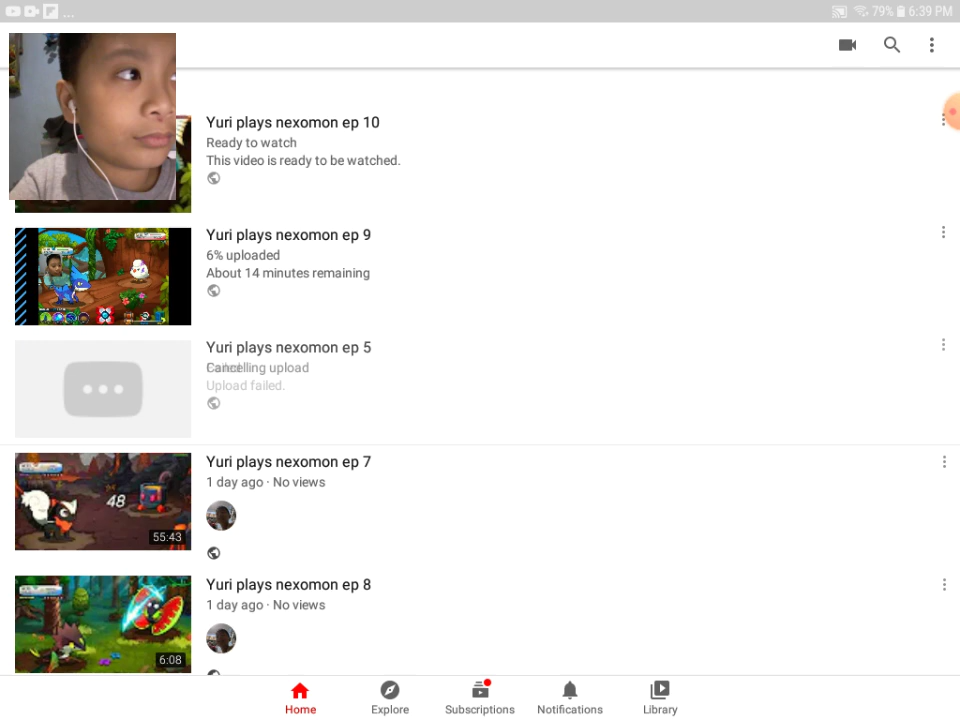 ... 79% 6:39 PM
Yuri plays nexomon ep 10
Ready to watch
This video is ready to be watched.
Yuri plays nexomon ep 9
6% uploaded
About 14 minutes remaining
Yuri plays nexomon ep 5
Cancelling upload
Upload failed.
Yuri plays nexomon ep 7
1 day ago · No views
48
55:43
Yuri plays nexomon ep 8
1 day ago · No views
6:08
Home Explore Subscriptions Notifications Library